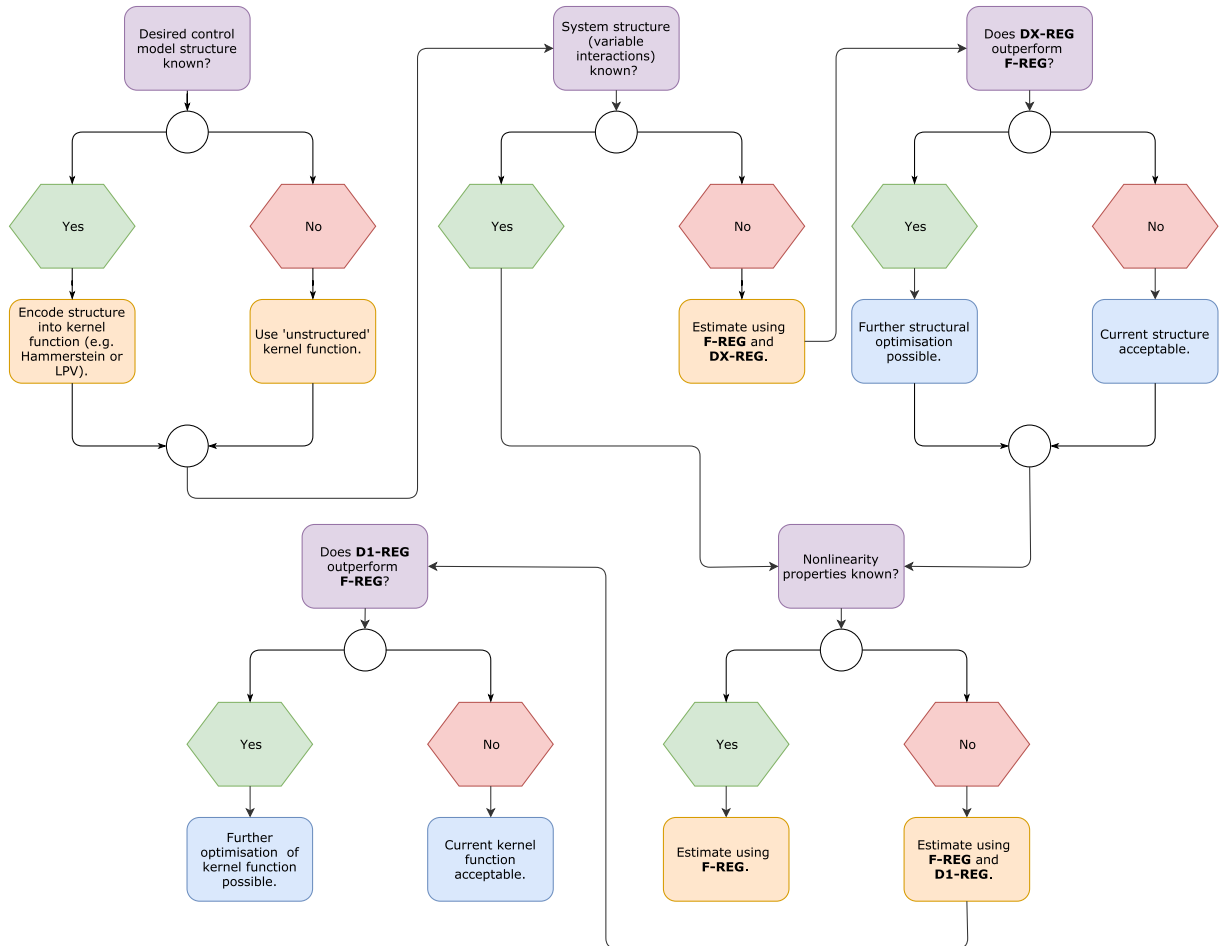 Desired control
model structure
known?
Yes
No
Encode structure
into kernel
function (e.g.
Hammerstein or
LPV).
Use 'unstructured'
kernel function.
System structure
(variable
interactions)
known?
Yes
No
Estimate using
F-REG and
DX-REG.
Does DX-REG
outperform
F-REG?
Yes
No
Further structural
optimisation
possible.
Current structure
acceptable.
Does D1-REG
outperform
F-REG?
Yes
No
Further
optimisation of
kernel function
possible.
Current kernel
function
acceptable.
Nonlinearity
properties known?
Yes
No
Estimate using
F-REG.
Estimate using
F-REG and
D1-REG.